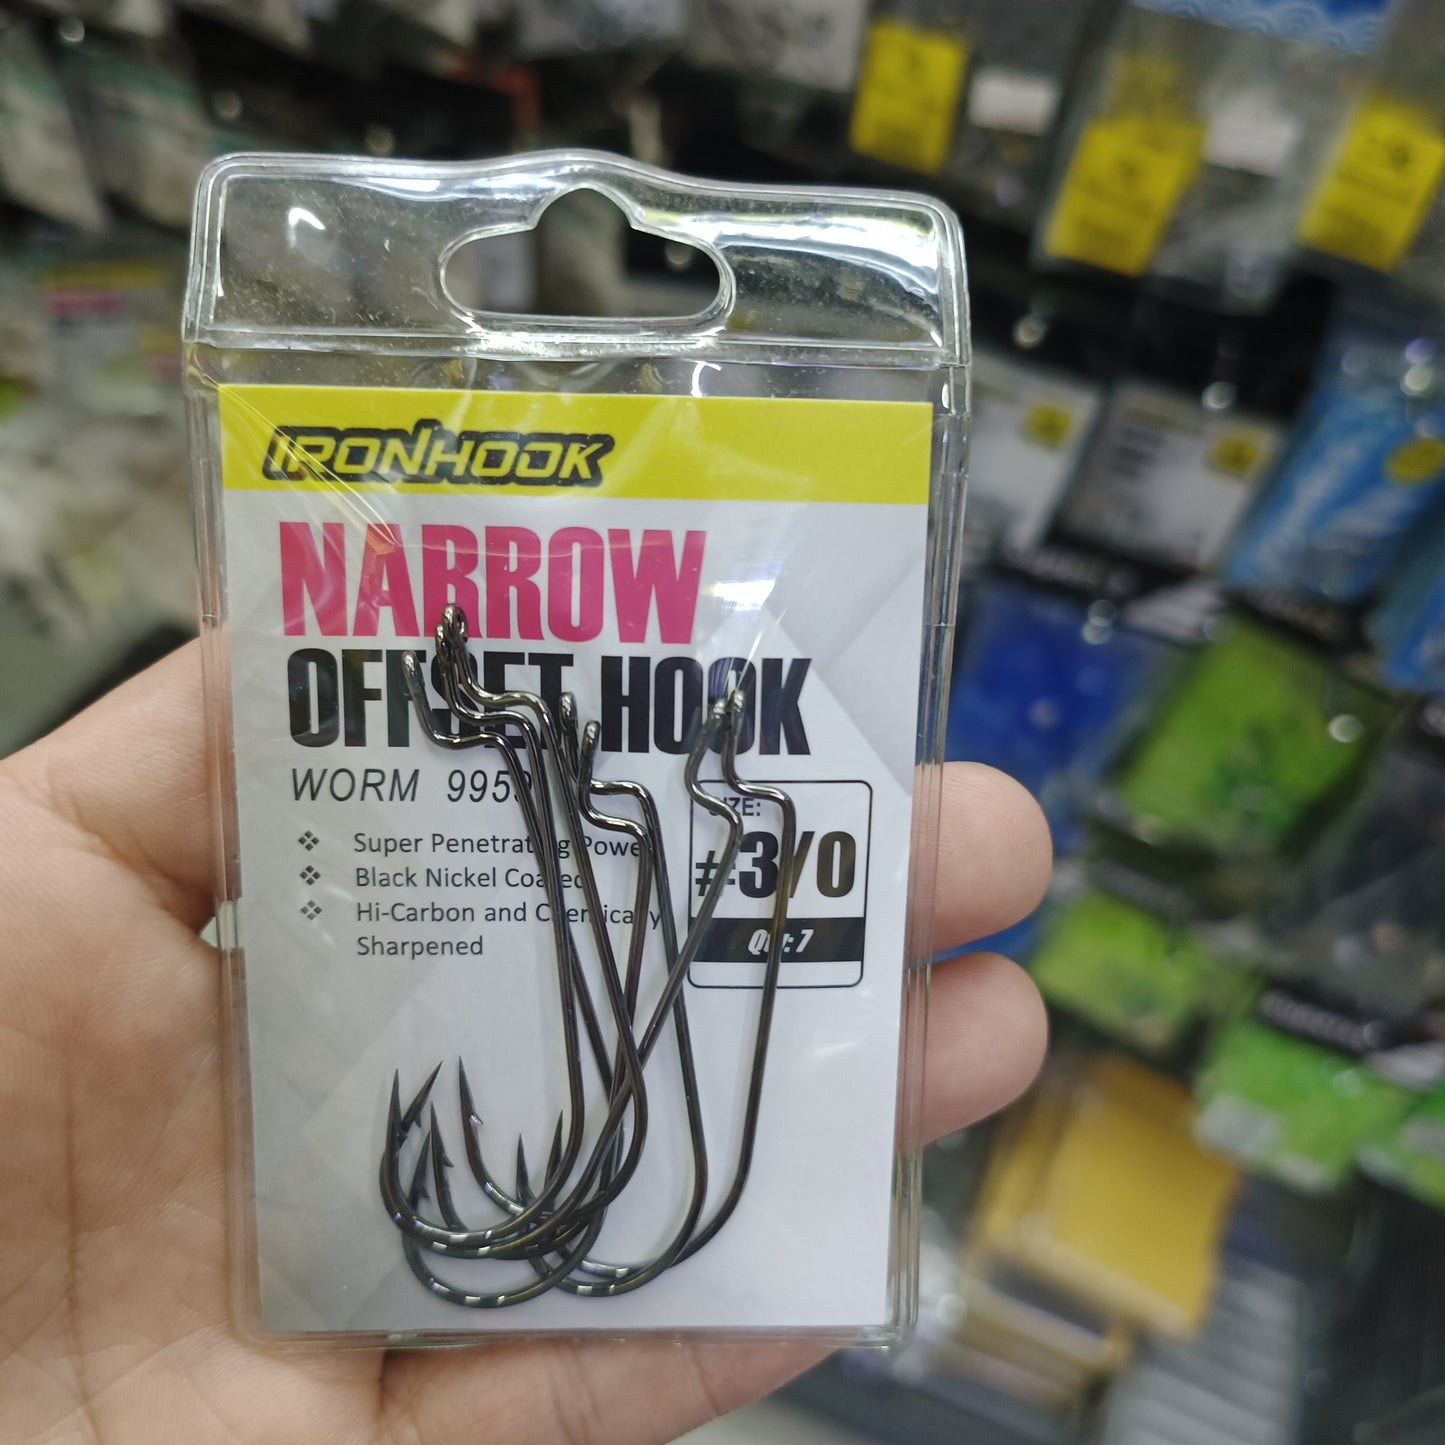 IRONHOOK
NARROW
OFFSET HOOK
WORM 9959
❖ Super Penetrating Power
❖ Black Nickel Coated
❖ Hi-Carbon and Chemically
Sharpened
SIZE:
#3/0
Qty: 7